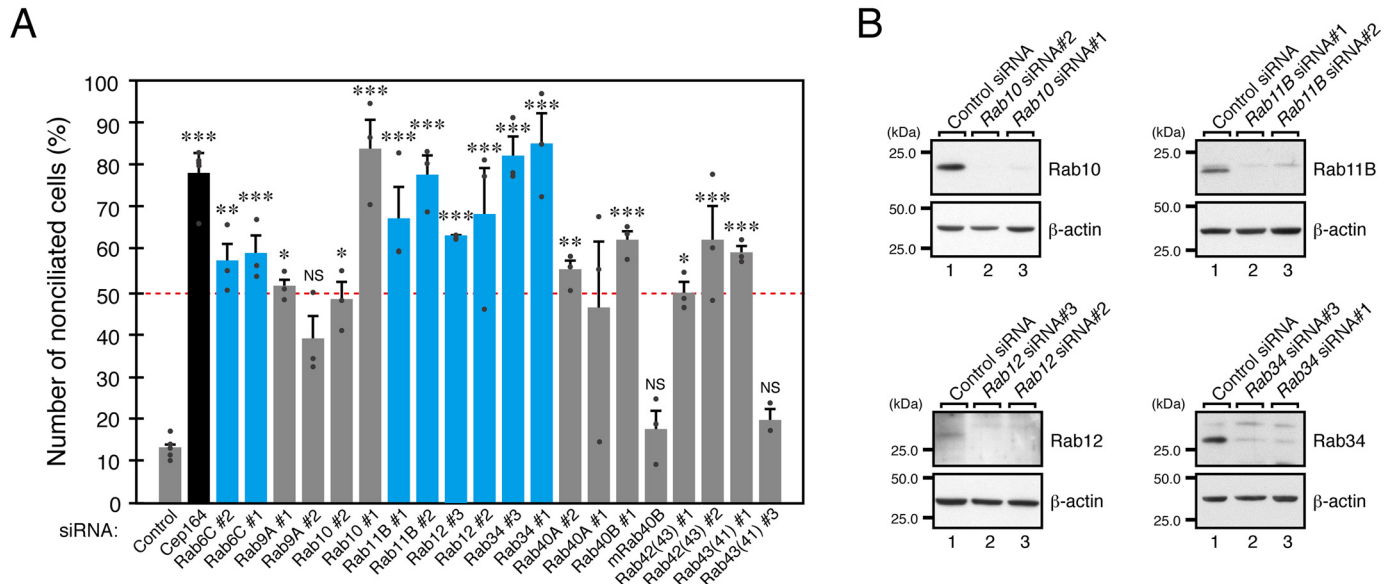 A
Number of nonciliated cells (%)
100
90
80
70
60
50
40
30
20
10
0
***
**
***
*
NS
*
***
***
***
***
***
***
***
**
***
NS
*
***
***
NS
siRNA:
Control
Cep164
Rab6C #2
Rab6C #1
Rab9A #1
Rab9A #2
Rab10 #2
Rab10 #1
Rab11B #1
Rab11B #2
Rab12 #3
Rab12 #2
Rab34 #3
Rab34 #1
Rab40A #2
Rab40A #1
Rab40B #1
mRab40B
Rab42(43) #1
Rab42(43) #2
Rab43(41) #1
Rab43(41) #3
B
Control siRNA
Rab10 siRNA#2
Rab10 siRNA#1
(kDa)
25.0
Rab10
50.0
β-actin
25.0
1 2 3
Control siRNA
Rab11B siRNA#1
Rab11B siRNA#2
(kDa)
25.0
Rab11B
50.0
β-actin
25.0
1 2 3
Control siRNA
Rab12 siRNA#3
Rab12 siRNA#2
(kDa)
Rab12
25.0
50.0
β-actin
25.0
1 2 3
Control siRNA
Rab34 siRNA#3
Rab34 siRNA#1
(kDa)
Rab34
25.0
50.0
β-actin
25.0
1 2 3